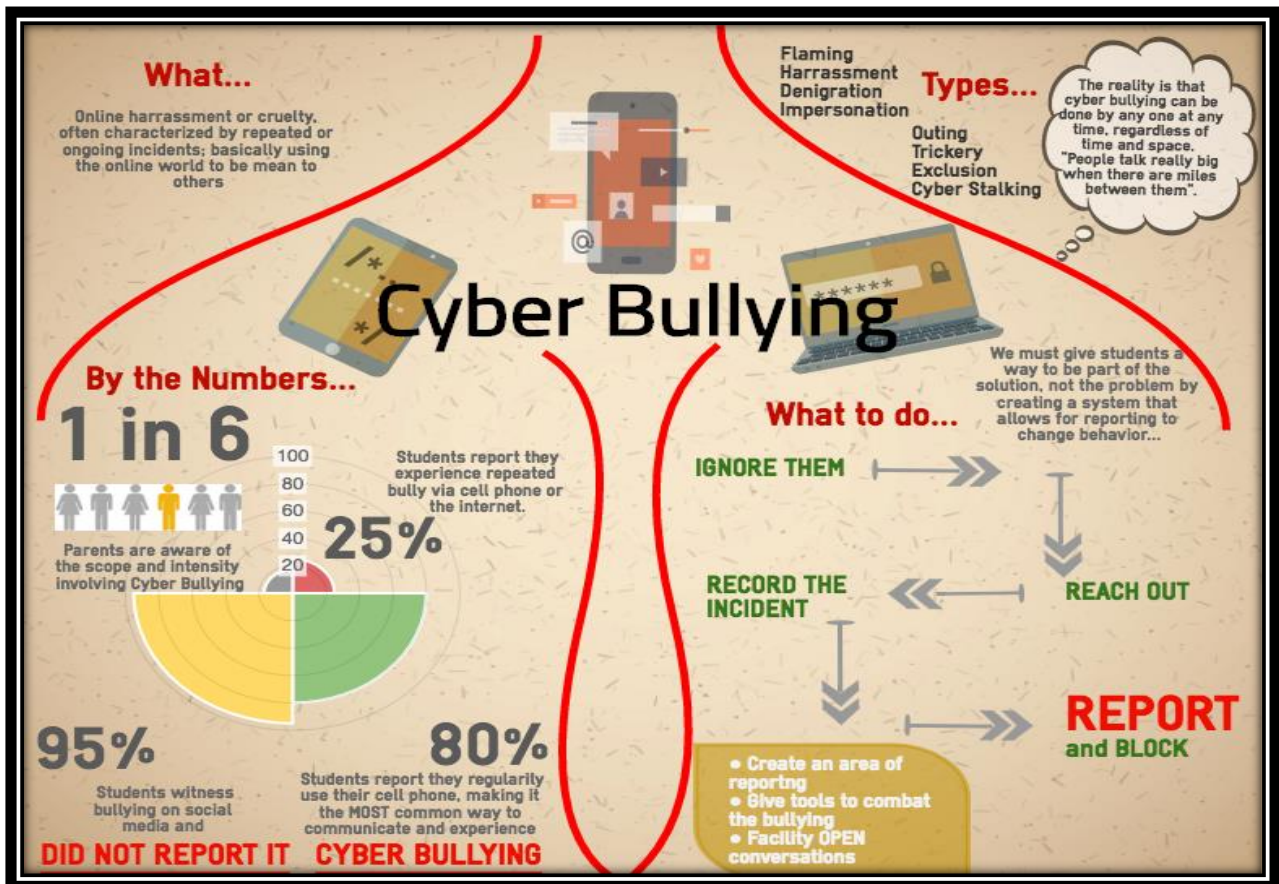 What...
Online harrassment or cruelty,
often characterized by repeated or
ongoing incidents; basically using
the online world to be mean to
others
Flaming
Harrassment
Denigration
Impersonation
Types...
Outing
Trickery
Exclusion
Cyber Stalking
The reality is that
cyber bullying can be
done by any one at any
time, regardless of
time and space.
"People talk really big
when there are miles
between them".
@
/*
*/
******
Cyber Bullying
By the Numbers...
1 in 6
Parents are aware of
the scope and intensity
involving Cyber Bullying
100
80
60
40
20
Students report they
experience repeated
bully via cell phone or
the internet.
25%
95%
Students witness
bullying on social
media and
DID NOT REPORT IT
80%
Students report they regularity
use their cell phone, making it
the MOST common way to
communicate and experience
CYBER BULLYING
We must give students a
way to be part of the
solution, not the problem by
creating a system that
allows for reporting to
change behavior...
What to do...
IGNORE THEM
REACH OUT
RECORD THE
INCIDENT
REPORT
and BLOCK
• Create an area of
reportng
• Give tools to combat
the bullying
• Facility OPEN
conversations